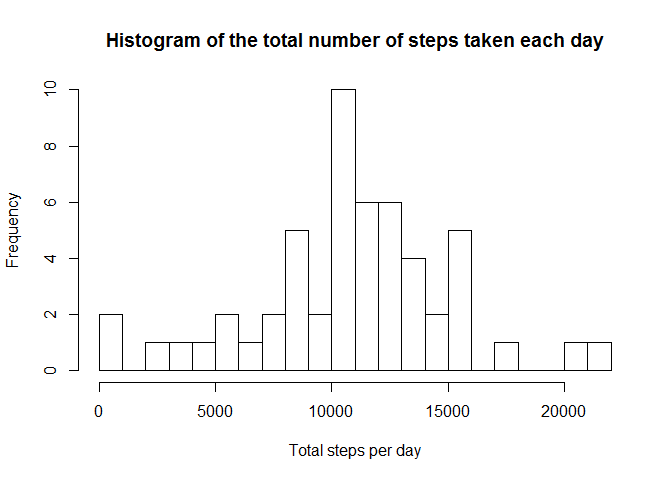 Histogram of the total number of steps taken each day
Frequency
10
8
6
4
2
0
0 5000 10000 15000 20000
Total steps per day